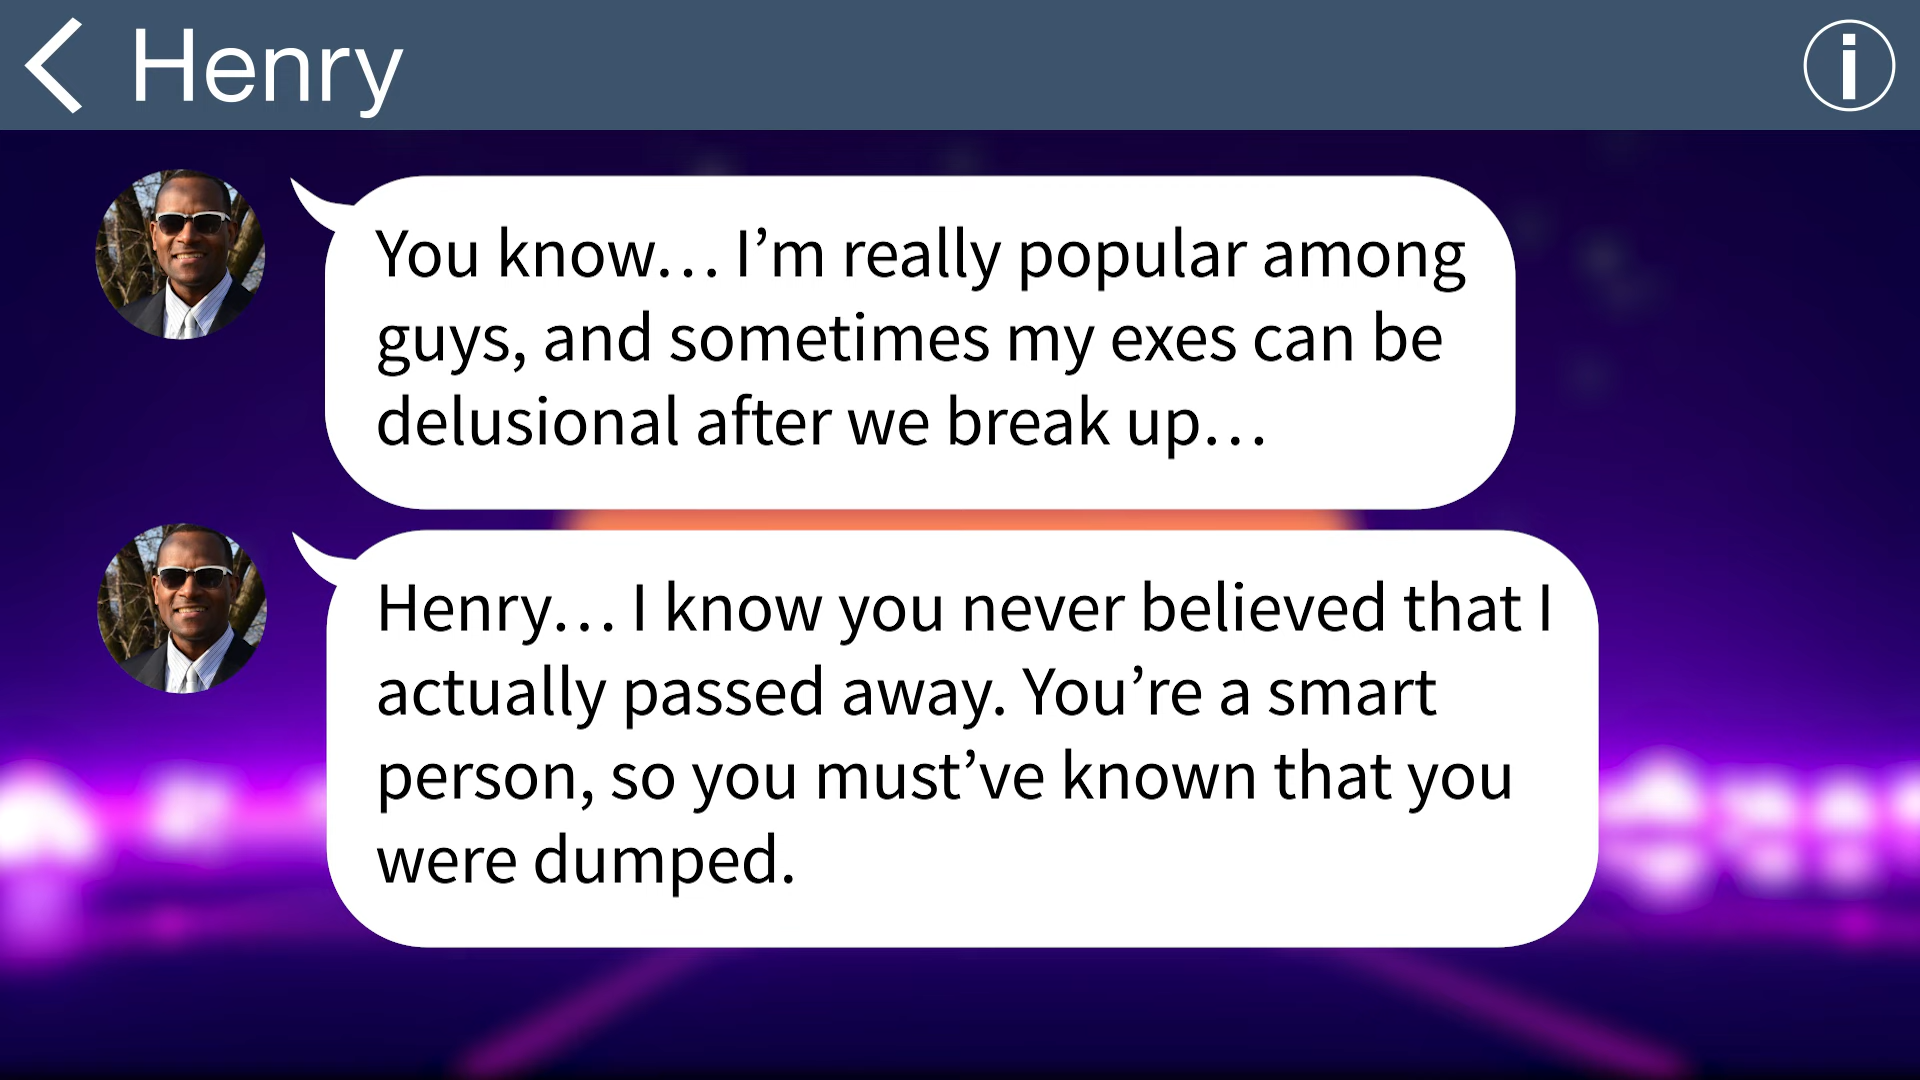 Henry
You know… I’m really popular among
guys, and sometimes my exes can be
delusional after we break up…
Henry… I know you never believed that I
actually passed away. You’re a smart
person, so you must’ve known that you
were dumped.